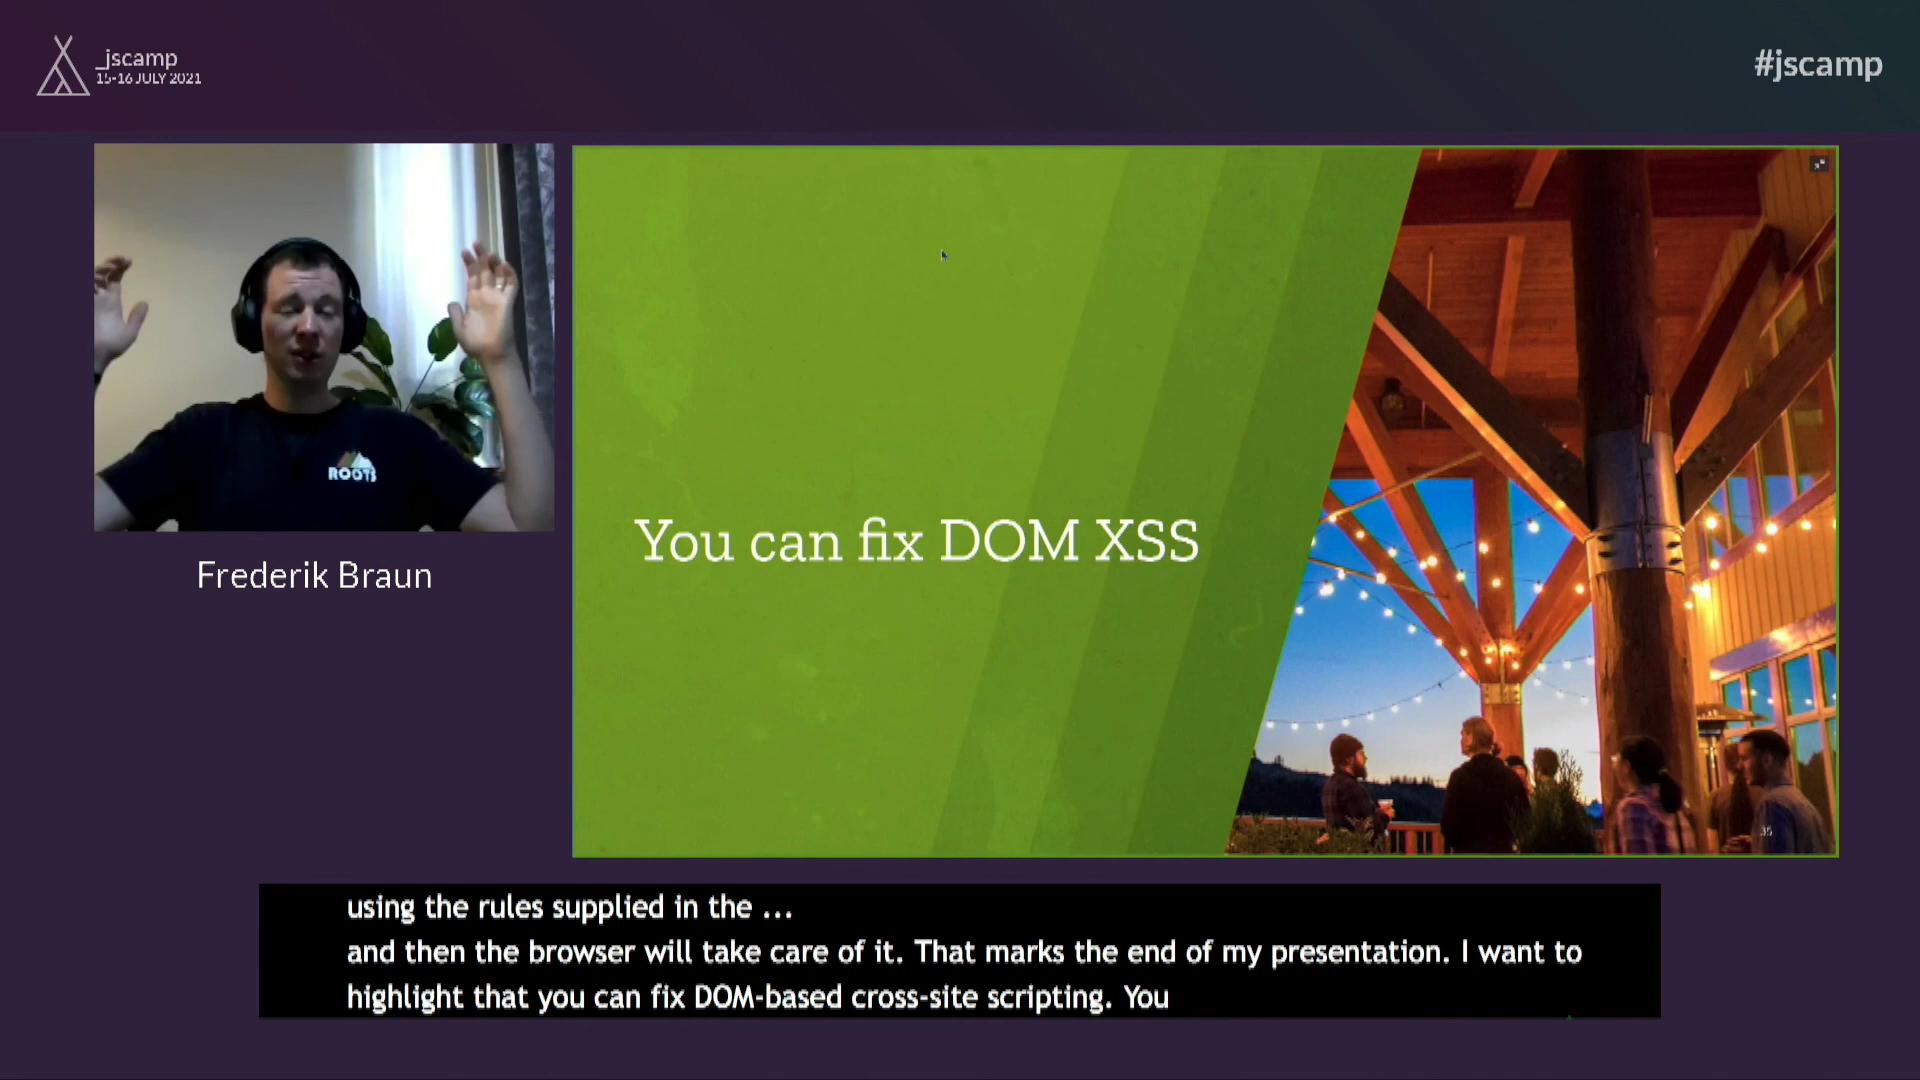 _jscamp
15-16 JULY 2021
#jscamp
ROOTS
Frederik Braun
You can fix DOM XSS
35
using the rules supplied in the ...
and then the browser will take care of it. That marks the end of my presentation. I want to
highlight that you can fix DOM-based cross-site scripting. You